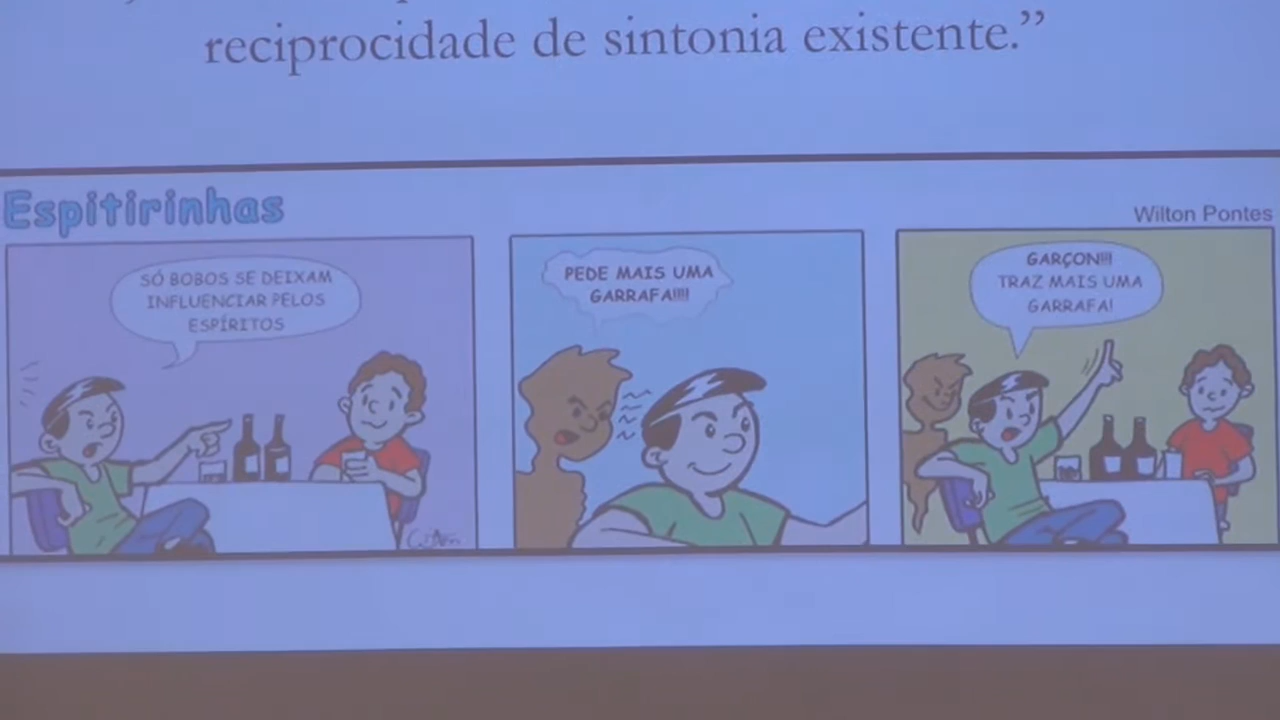 reciprocidade de sintonia existente.”
Espitirinhas
Wilton Pontes
SÓ BOBOS SE DEIXAM
INFLUENCIAR PELOS
ESPÍRITOS
PEDE MAIS UMA
GARRAFA!!!!
GARÇON!!!
TRAZ MAIS UMA
GARRAFA!